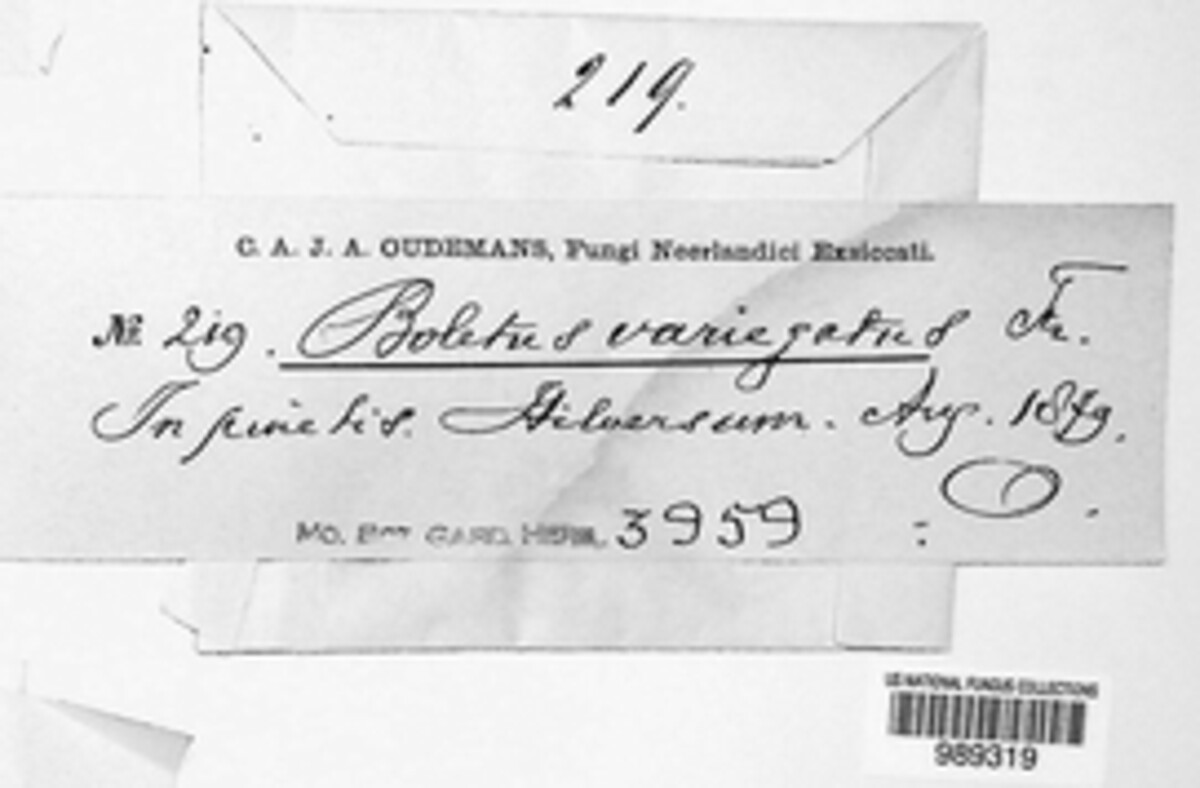 219.
C. A. J. A. OUDEMANS, Fungi Neerlandici Exsiccati.
№ 219. Boletus variegatus Fr.
In pinetis. Hilversum. Aug. 1879.
O.
MO. BOT. GARD. HERB. 3959
US NATIONAL FUNGUS COLLECTIONS
989319